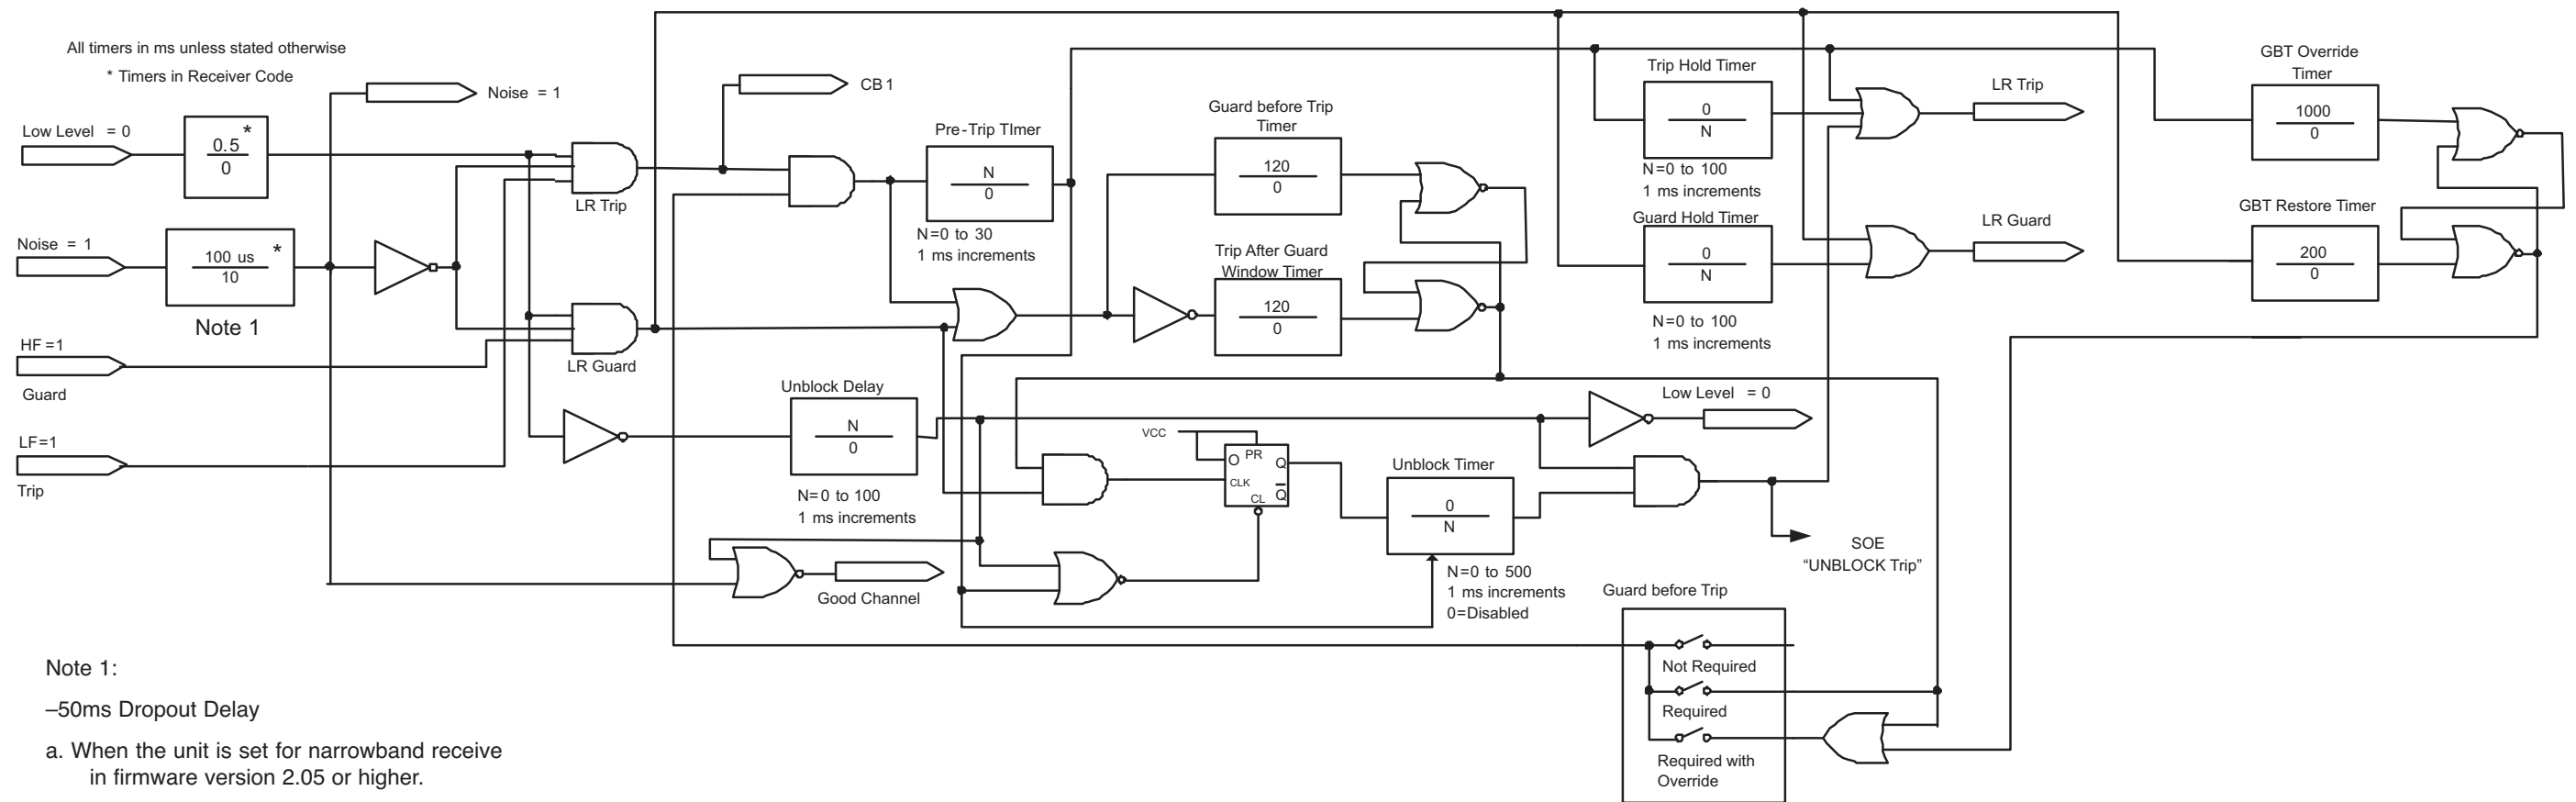 All timers in ms unless stated otherwise
* Timers in Receiver Code
Noise = 1
CB1
Low Level = 0
0.5 *
0
Noise = 1
100 us *
10
Note 1
HF=1
Guard
LF=1
Trip
LR Trip
LR Guard
Pre-Trip TImer
N
0
N=0 to 30
1 ms increments
Unblock Delay
N
0
N=0 to 100
1 ms increments
Good Channel
Guard before Trip
Timer
120
0
Trip After Guard
Window Timer
120
0
VCC
O
PR
Q
CLK
CL
Q
Unblock Timer
0
N
N=0 to 500
1 ms increments
0=Disabled
Trip Hold Timer
0
N
N=0 to 100
1 ms increments
Guard Hold Timer
0
N
N=0 to 100
1 ms increments
LR Trip
LR Guard
Low Level = 0
SOE
“UNBLOCK Trip”
Guard before Trip
Not Required
Required
Required with
Override
GBT Override
Timer
1000
0
GBT Restore Timer
200
0
Note 1:
–50ms Dropout Delay
a. When the unit is set for narrowband receive
in firmware version 2.05 or higher.